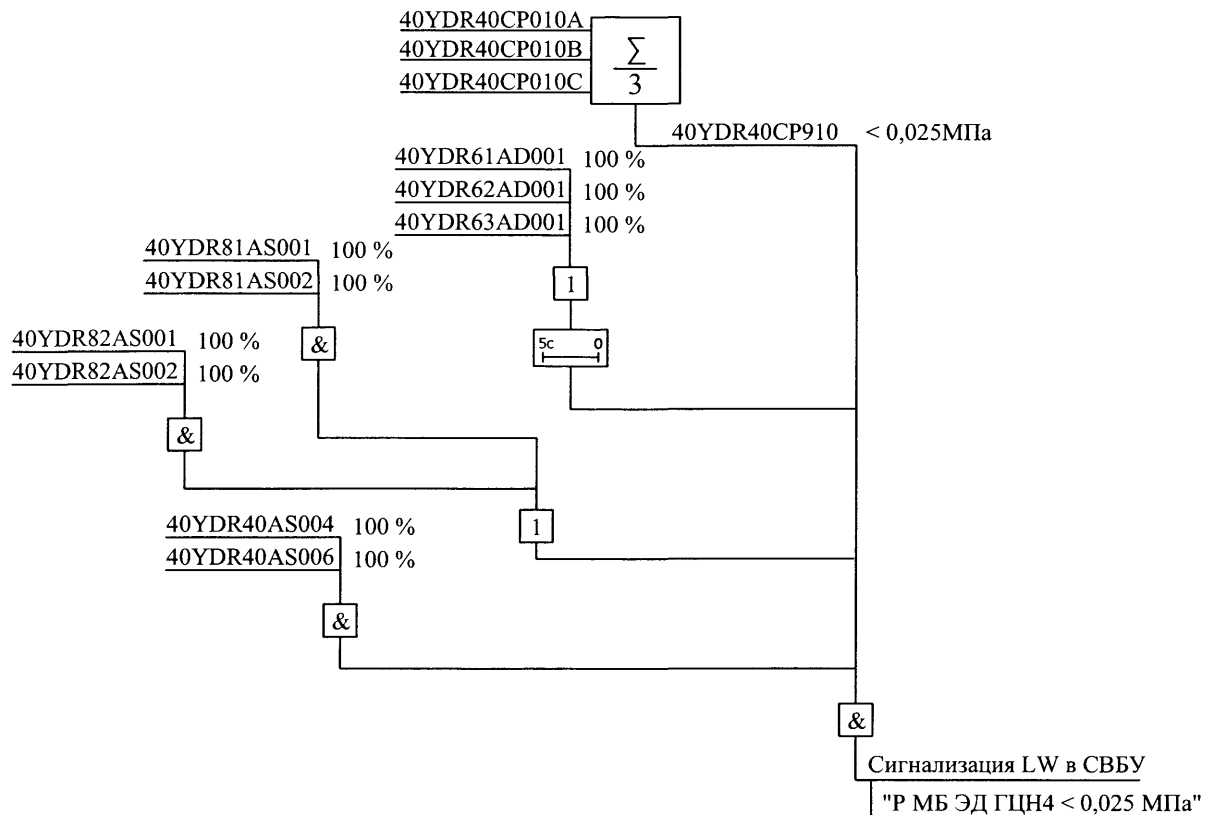 40YDR40CP010A
40YDR40CP010B
40YDR40CP010C
Σ
3
40YDR40CP910 < 0,025МПа
40YDR61AD001 100 %
40YDR62AD001 100 %
40YDR63AD001 100 %
40YDR81AS001 100 %
40YDR81AS002 100 %
1
&
5с 0
40YDR82AS001 100 %
40YDR82AS002 100 %
&
40YDR40AS004 100 %
40YDR40AS006 100 %
1
&
&
Сигнализация LW в СВБУ
"Р МБ ЭД ГЦН4 < 0,025 МПа"